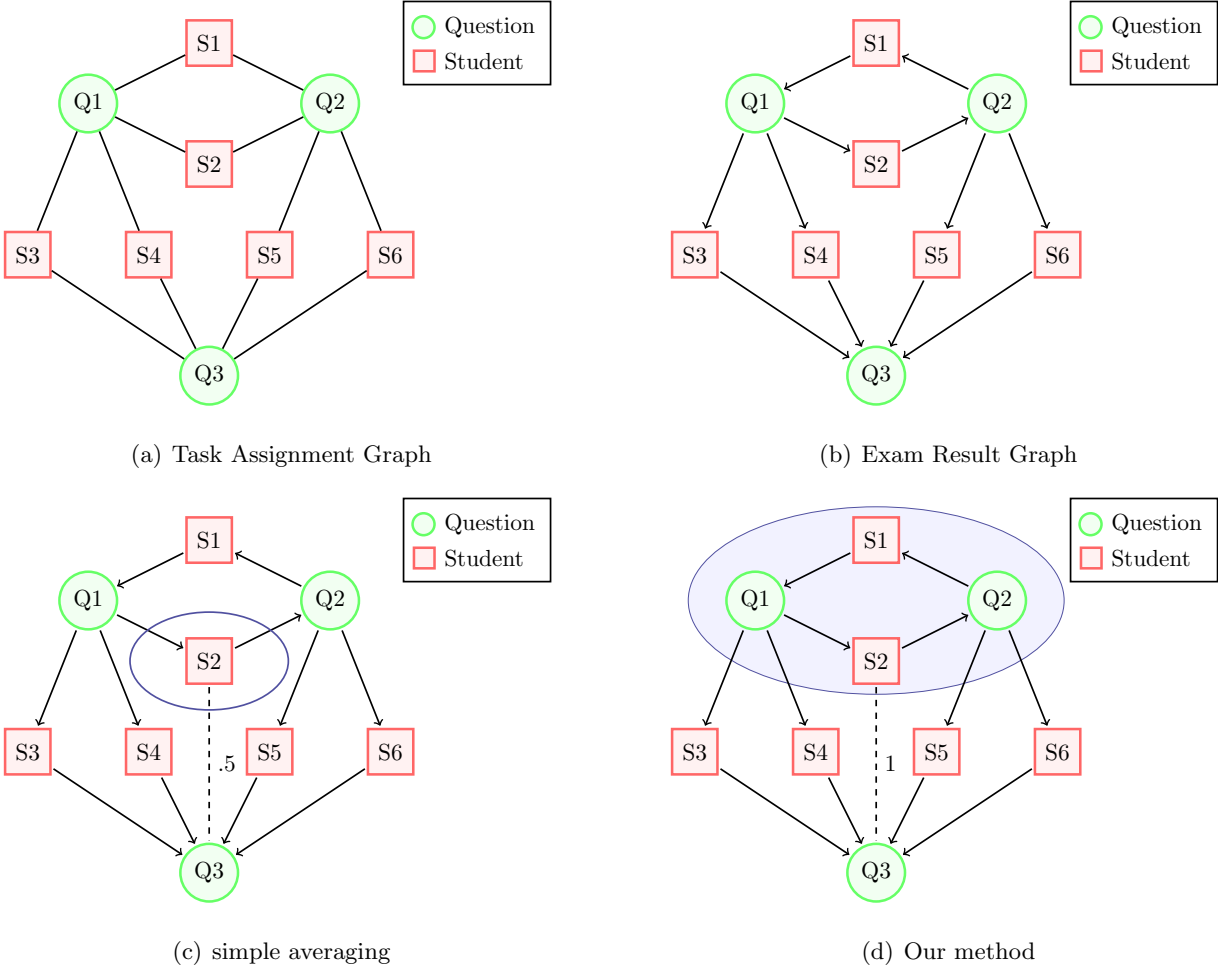 S1
Question
Student
Q1
Q2
S2
S3
S4
S5
S6
Q3
(a) Task Assignment Graph
S1
Question
Student
Q1
Q2
S2
S3
S4
S5
S6
Q3
(b) Exam Result Graph
S1
Question
Student
Q1
Q2
S2
S3
S4
.5
S5
S6
Q3
(c) simple averaging
S1
Question
Student
Q1
Q2
S2
S3
S4
1
S5
S6
Q3
(d) Our method